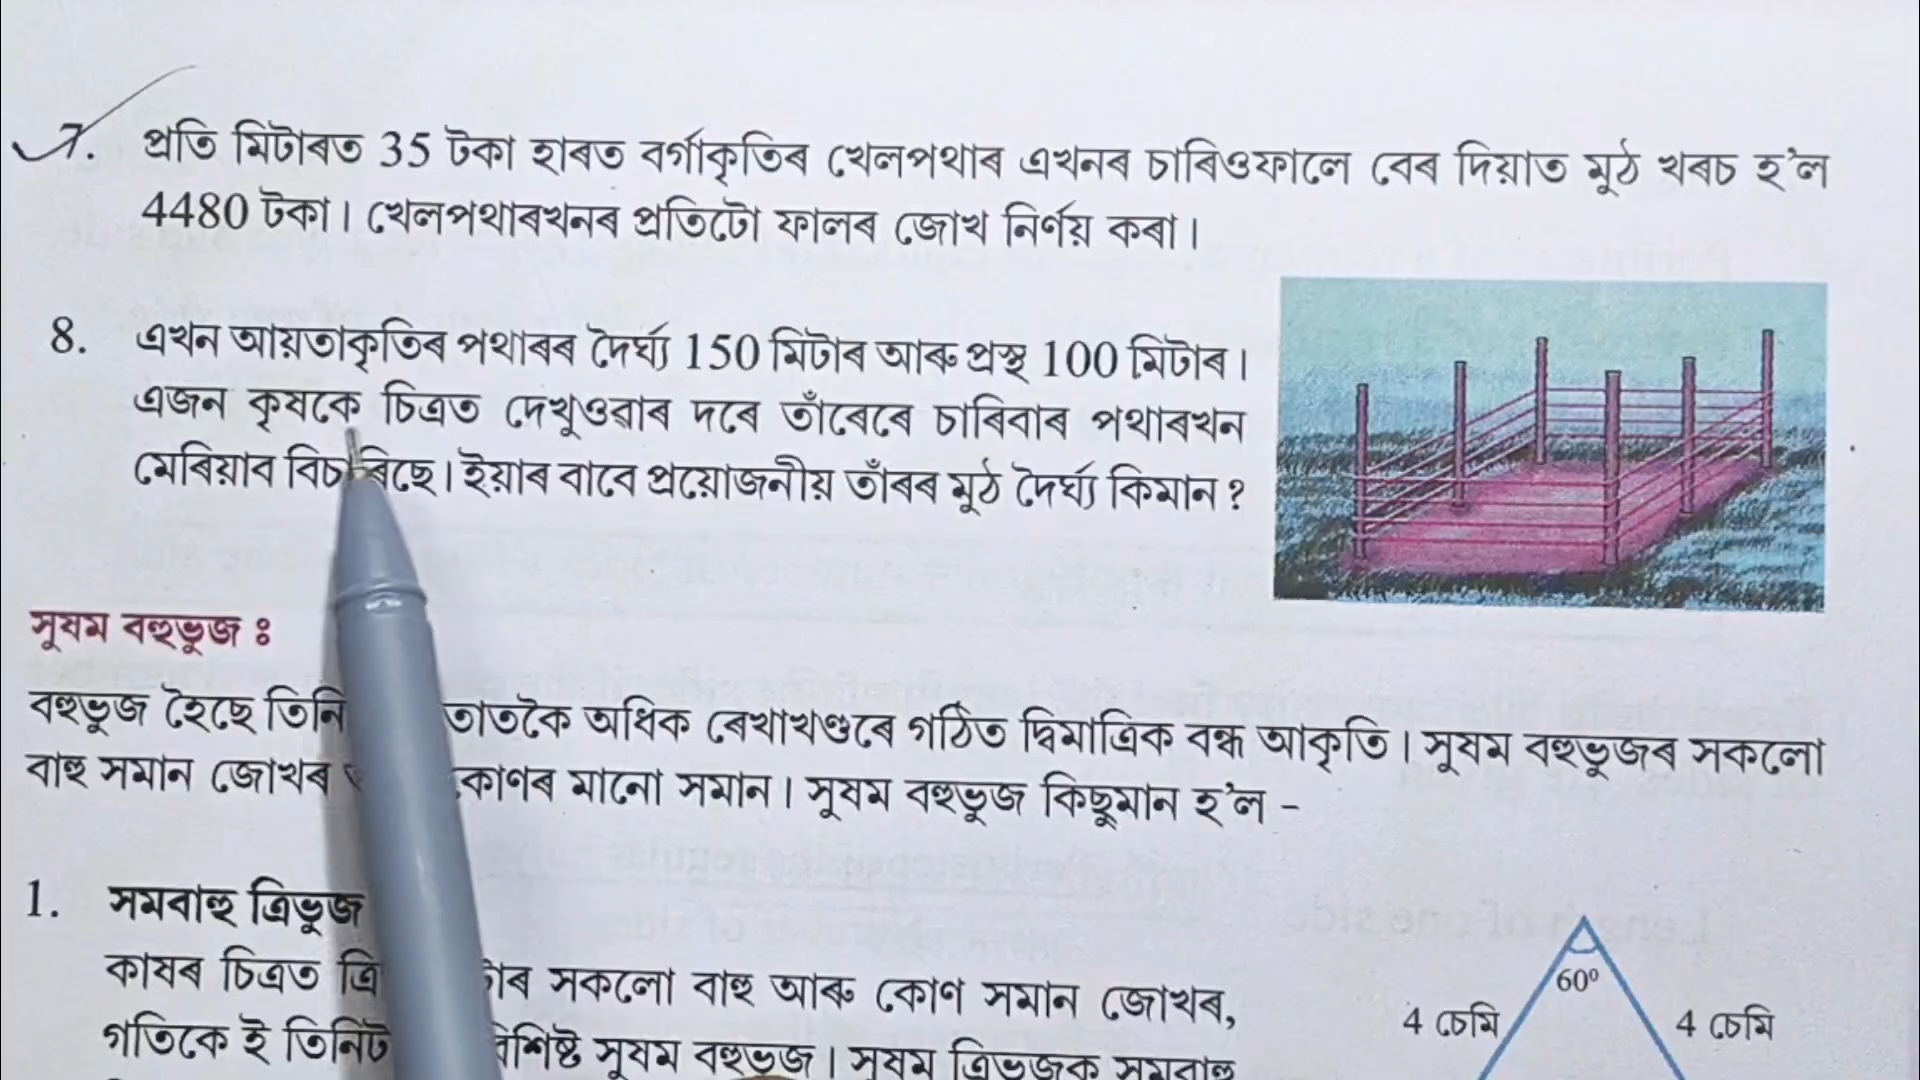 7. প্ৰতি মিটাৰত 35 টকা হাৰত বৰ্গাকৃতিৰ খেলপথাৰ এখনৰ চাৰিওফালে বেৰ দিয়াত মুঠ খৰচ হ'ল
4480 টকা। খেলপথাৰখনৰ প্ৰতিটো ফালৰ জোখ নিৰ্ণয় কৰা।
8. এখন আয়তাকৃতিৰ পথাৰৰ দৈৰ্ঘ্য 150 মিটাৰ আৰু প্ৰস্থ 100 মিটাৰ।
এজন কৃষকে চিত্ৰত দেখুওৱাৰ দৰে তাঁৰেৰে চাৰিবাৰ পথাৰখন
মেৰিয়াব বিচাৰিছে। ইয়াৰ বাবে প্ৰয়োজনীয় তাঁৰৰ মুঠ দৈৰ্ঘ্য কিমান?
সুষম বহুভুজ ঃ
বহুভুজ হৈছে তিনি তাতকৈ অধিক ৰেখাখণ্ডৰে গঠিত দ্বিমাত্ৰিক বন্ধ আকৃতি। সুষম বহুভুজৰ সকলো
বাহু সমান জোখৰ কোণৰ মানো সমান। সুষম বহুভুজ কিছুমান হ'ল –
1. সমবাহু ত্ৰিভুজ
কাষৰ চিত্ৰত সকলো বাহু আৰু কোণ সমান জোখৰ,
গতিকে ই সুষম বহুভুজ। সুষম ত্ৰিভুজক সমবাহু
60°
4 চেমি
4 চেমি